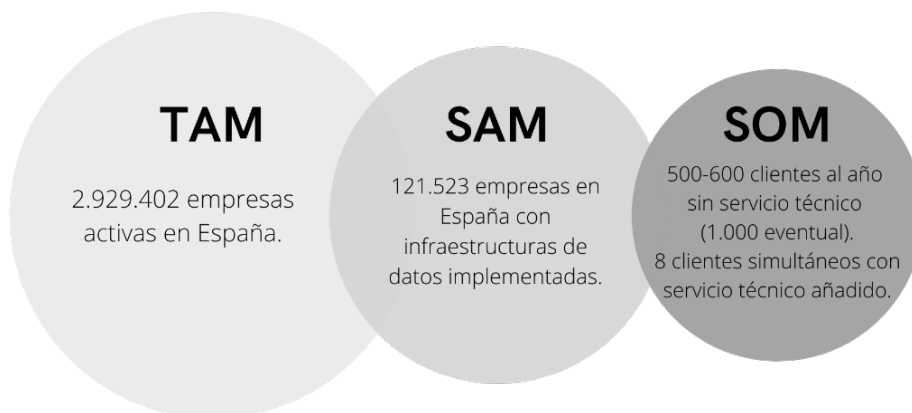 TAM
2.929.402 empresas
activas en España.
SAM
121.523 empresas en
España con
infraestructuras de
datos implementadas.
SOM
500-600 clientes al año
sin servicio técnico
(1.000 eventual).
8 clientes simultáneos con
servicio técnico añadido.